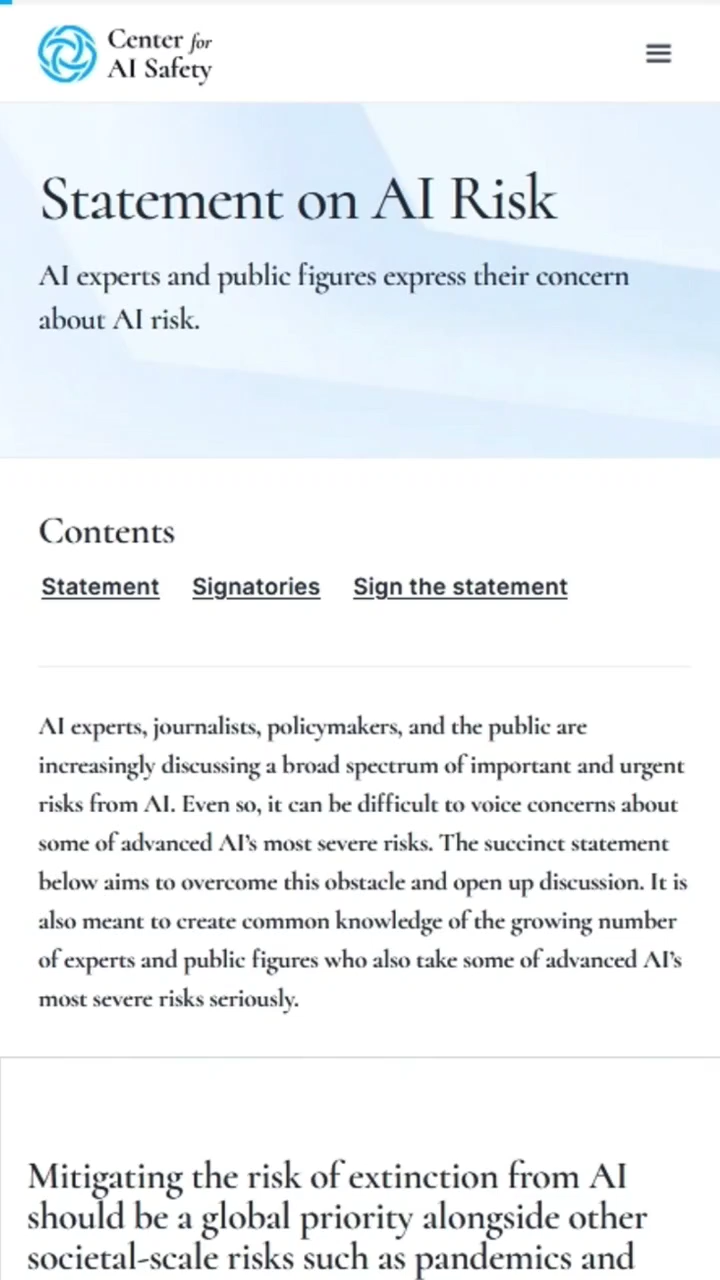 Center for
AI Safety
Statement on AI Risk
AI experts and public figures express their concern
about AI risk.
Contents
Statement Signatories Sign the statement
AI experts, journalists, policymakers, and the public are
increasingly discussing a broad spectrum of important and urgent
risks from AI. Even so, it can be difficult to voice concerns about
some of advanced AI’s most severe risks. The succinct statement
below aims to overcome this obstacle and open up discussion. It is
also meant to create common knowledge of the growing number
of experts and public figures who also take some of advanced AI’s
most severe risks seriously.
Mitigating the risk of extinction from AI
should be a global priority alongside other
societal-scale risks such as pandemics and